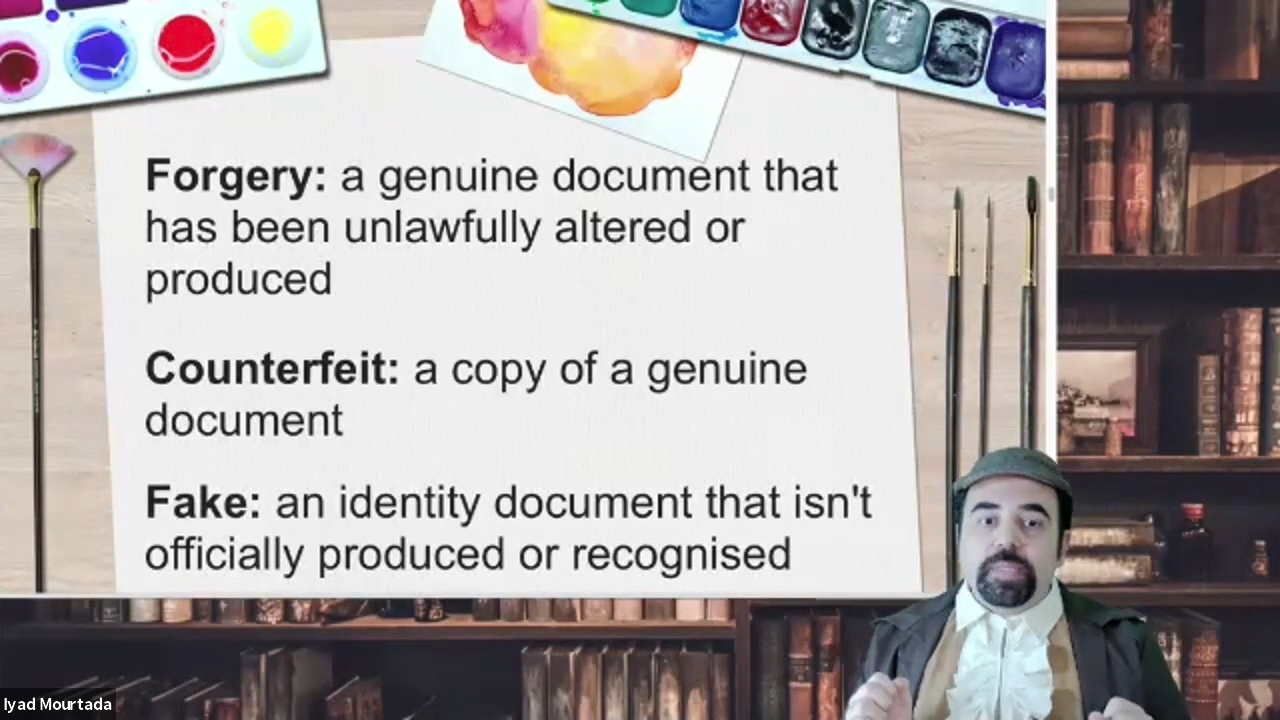 Forgery: a genuine document that
has been unlawfully altered or
produced
Counterfeit: a copy of a genuine
document
Fake: an identity document that isn't
officially produced or recognised
Iyad Mourtada